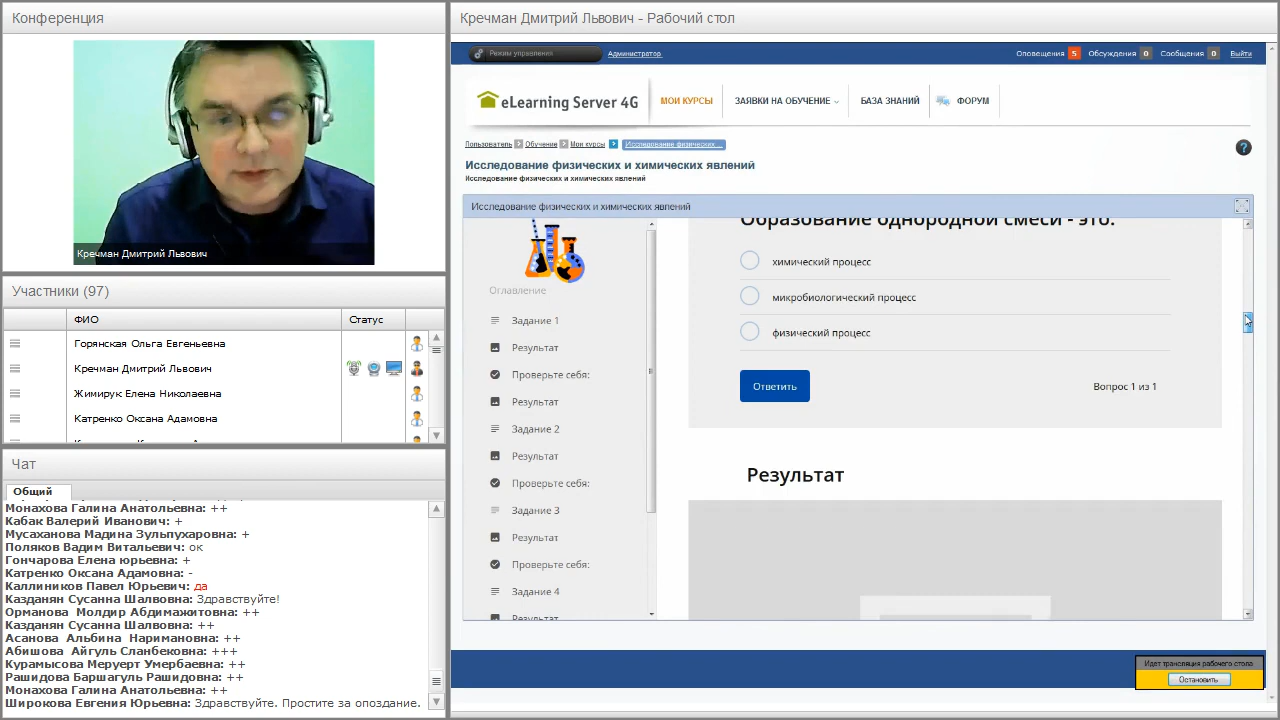 Конференция
Кречман Дмитрий Львович
Участники (97)
ФИО
Статус
Горянская Ольга Евгеньевна
Кречман Дмитрий Львович
Жимирук Елена Николаевна
Катренко Оксана Адамовна
Чат
Общий
Монахова Галина Анатольевна: ++
Кабак Валерий Иванович: +
Мусаханова Мадина Зульпухаровна: +
Поляков Вадим Витальевич: ок
Гончарова Елена юрьевна: +
Катренко Оксана Адамовна: -
Каллиников Павел Юрьевич: да
Казданян Сусанна Шалвовна: Здравствуйте!
Орманова Молдир Абдимажитовна: ++
Казданян Сусанна Шалвовна: ++
Асанова Альбина Наримановна: ++
Абишова Айгуль Сланбековна: +++
Курамысова Меруерт Умербаевна: ++
Рашидова Баршагуль Рашидовна: ++
Монахова Галина Анатольевна: ++
Широкова Евгения Юрьевна: Здравствуйте. Простите за опоздание.
Кречман Дмитрий Львович - Рабочий стол
Режим управления
Администратор
Оповещения 5 Обсуждения 0 Сообщения 0 Выйти
eLearning Server 4G
МОИ КУРСЫ
ЗАЯВКИ НА ОБУЧЕНИЕ
БАЗА ЗНАНИЙ
ФОРУМ
Пользователь Обучение Мои курсы Исследование физических ...
?
Исследование физических и химических явлений
Исследование физических и химических явлений
Исследование физических и химических явлений
Оглавление
Задание 1
Результат
Проверьте себя:
Результат
Задание 2
Результат
Проверьте себя:
Задание 3
Результат
Проверьте себя:
Задание 4
Результат
Образование однородной смеси - это:
химический процесс
микробиологический процесс
физический процесс
Ответить
Вопрос 1 из 1
Результат
Идет трансляция рабочего стола
Остановить